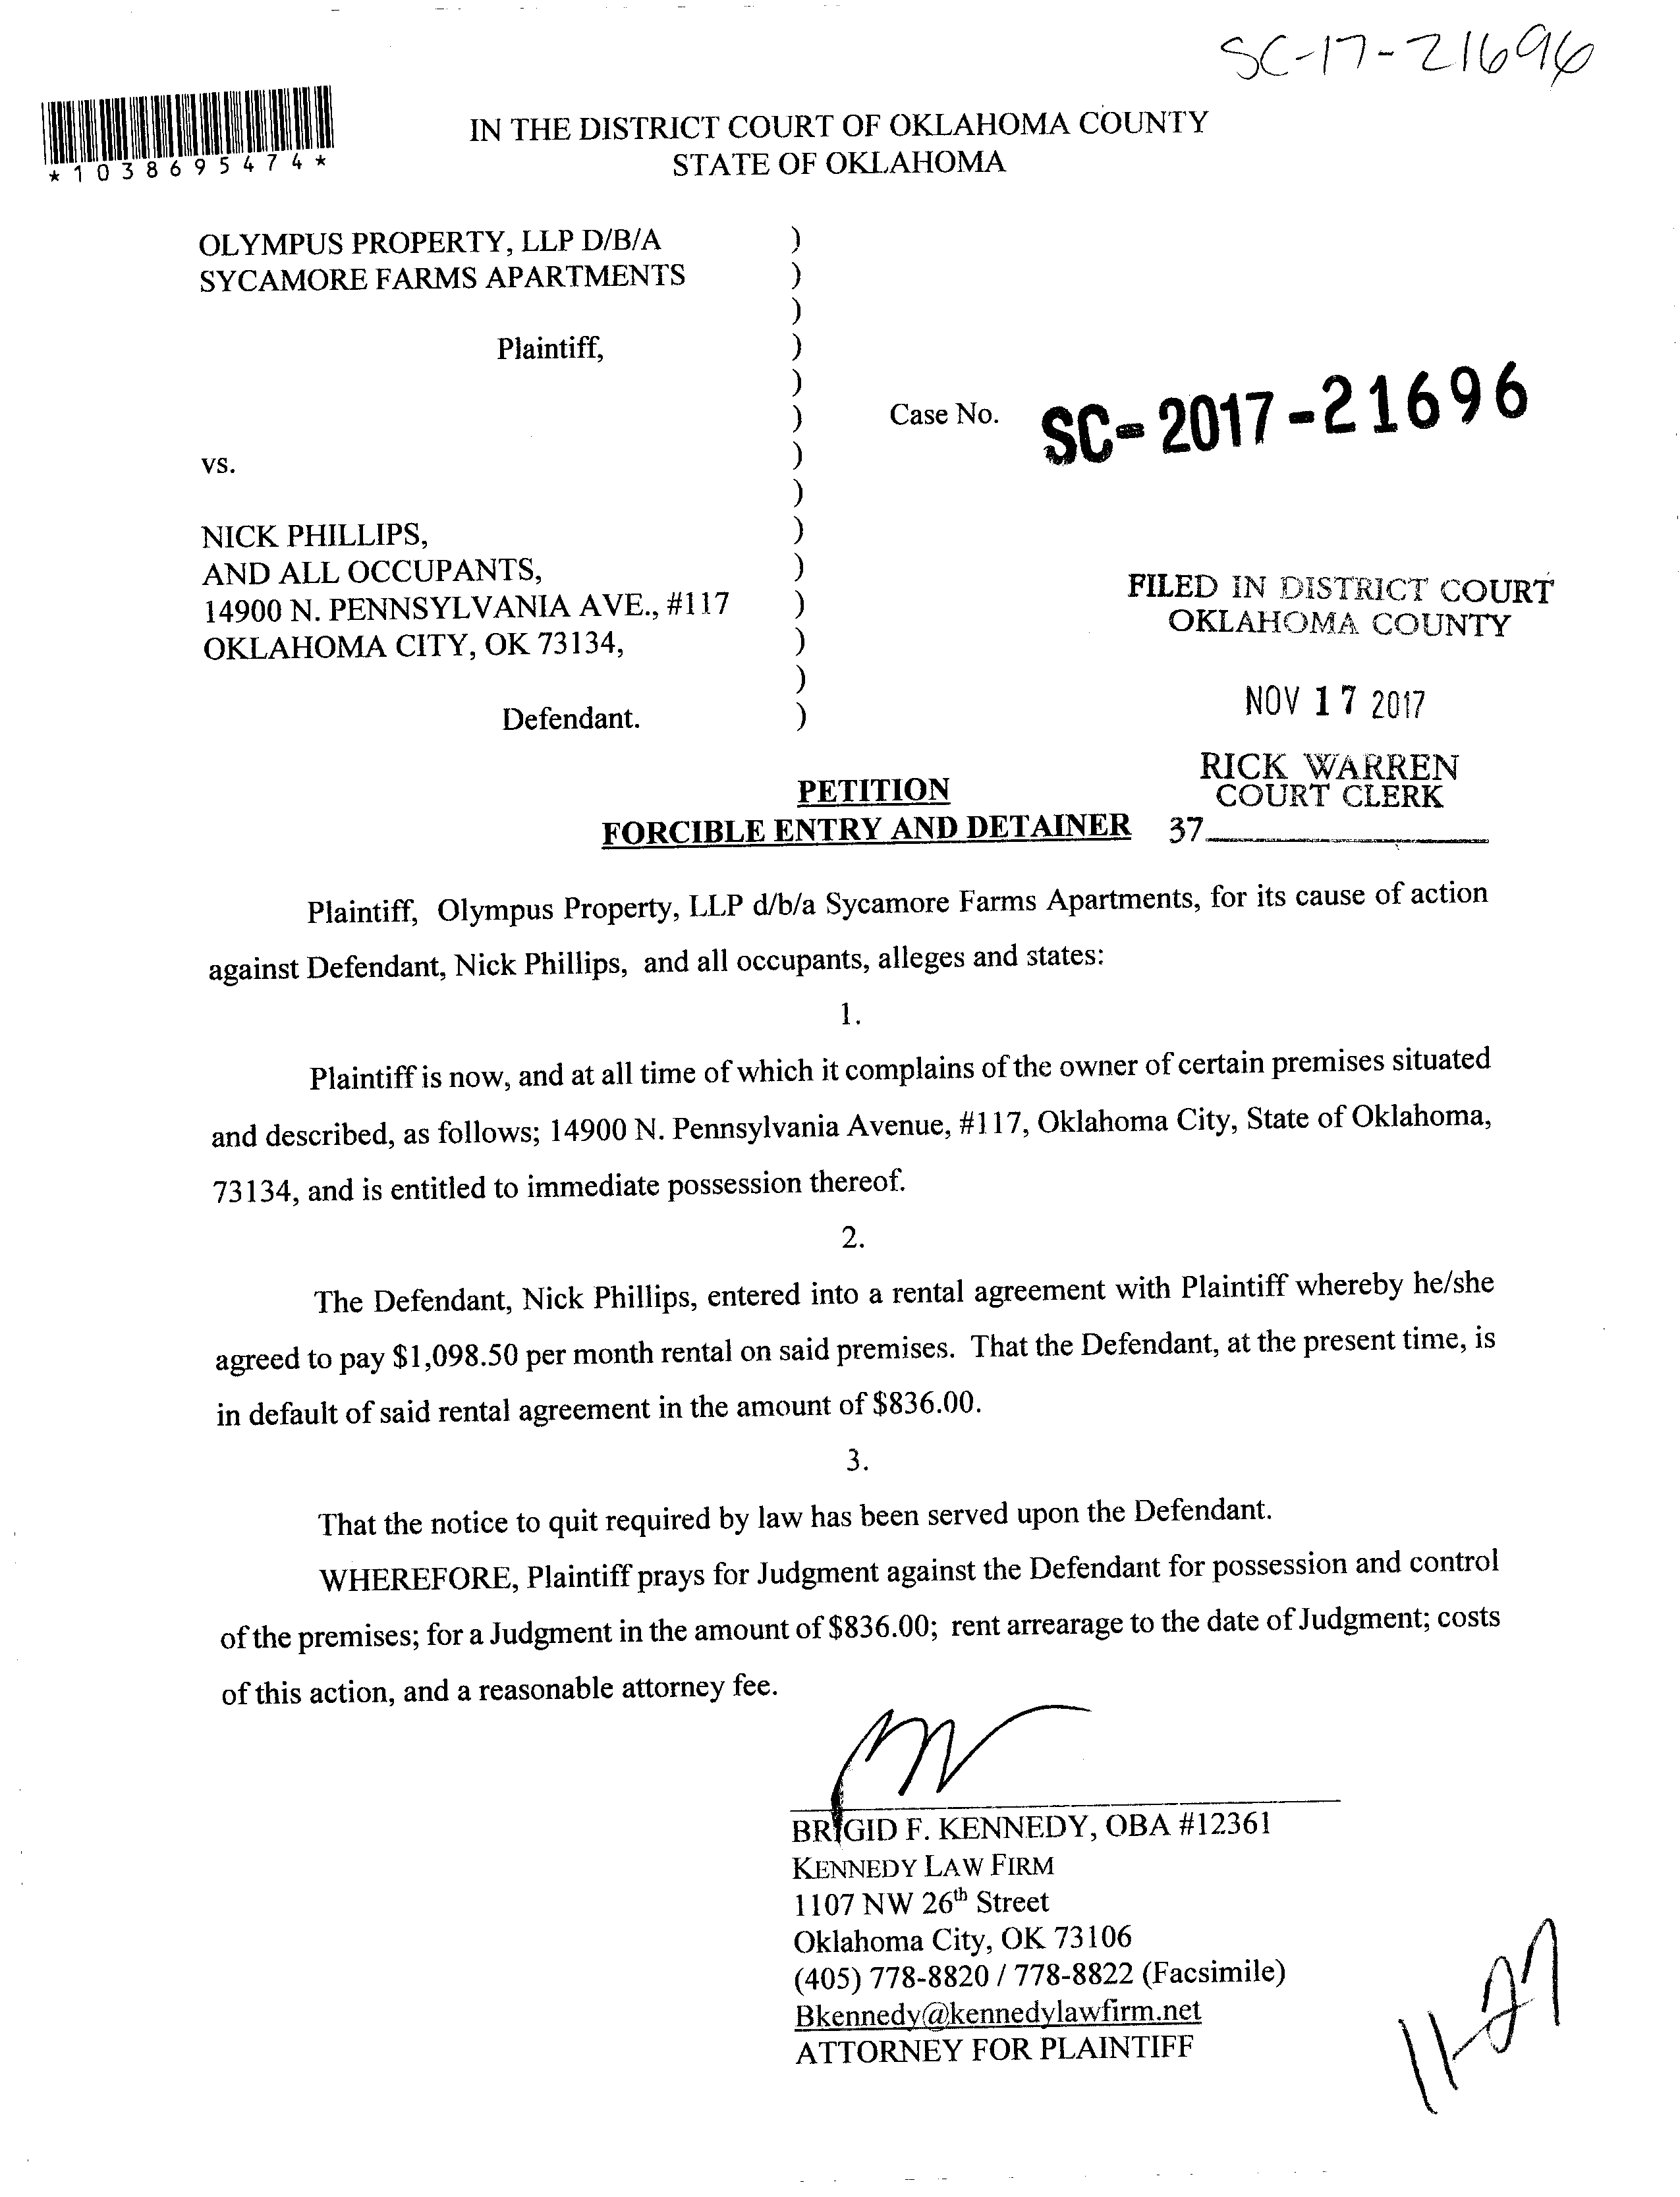 SC-17-21696
*1038695474*
IN THE DISTRICT COURT OF OKLAHOMA COUNTY
STATE OF OKLAHOMA
OLYMPUS PROPERTY, LLP D/B/A )
SYCAMORE FARMS APARTMENTS )
)
Plaintiff, )
)
) Case No. SC-2017-21696
vs. )
)
NICK PHILLIPS, )
AND ALL OCCUPANTS, )
14900 N. PENNSYLVANIA AVE., #117 )
OKLAHOMA CITY, OK 73134, )
)
Defendant. )
FILED IN DISTRICT COURT
OKLAHOMA COUNTY
NOV 17 2017
RICK WARREN
COURT CLERK
37
PETITION
FORCIBLE ENTRY AND DETAINER
Plaintiff, Olympus Property, LLP d/b/a Sycamore Farms Apartments, for its cause of action
against Defendant, Nick Phillips, and all occupants, alleges and states:
1.
Plaintiff is now, and at all time of which it complains of the owner of certain premises situated
and described, as follows; 14900 N. Pennsylvania Avenue, #117, Oklahoma City, State of Oklahoma,
73134, and is entitled to immediate possession thereof.
2.
The Defendant, Nick Phillips, entered into a rental agreement with Plaintiff whereby he/she
agreed to pay $1,098.50 per month rental on said premises. That the Defendant, at the present time, is
in default of said rental agreement in the amount of $836.00.
3.
That the notice to quit required by law has been served upon the Defendant.
WHEREFORE, Plaintiff prays for Judgment against the Defendant for possession and control
of the premises; for a Judgment in the amount of $836.00; rent arrearage to the date of Judgment; costs
of this action, and a reasonable attorney fee.
BRIGID F. KENNEDY, OBA #12361
KENNEDY LAW FIRM
1107 NW 26th Street
Oklahoma City, OK 73106
(405) 778-8820 / 778-8822 (Facsimile)
Bkennedy@kennedylawfirm.net
ATTORNEY FOR PLAINTIFF
11-27